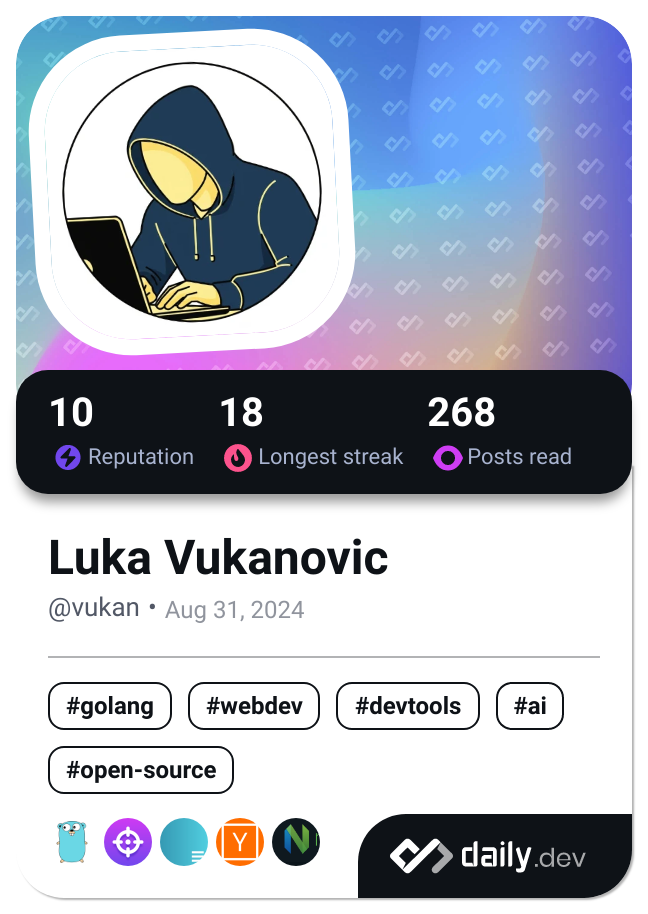 10 18 268
Reputation Longest streak Posts read
Luka Vukanovic
@vukan • Aug 31, 2024
#golang #webdev #devtools #ai
#open-source
Y
daily.dev